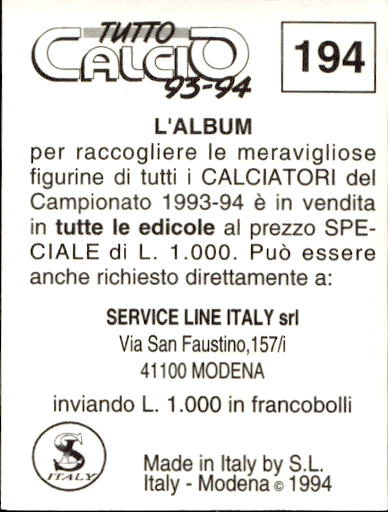 TUTTO
CALCIO
93-94
194
L'ALBUM
per raccogliere le meravigliose
figurine di tutti i CALCIATORI del
Campionato 1993-94 è in vendita
in tutte le edicole al prezzo SPE-
CIALE di L. 1.000. Può essere
anche richiesto direttamente a:
SERVICE LINE ITALY srl
Via San Faustino,157/i
41100 MODENA
inviando L. 1.000 in francobolli
SL
ITALY
Made in Italy by S.L.
Italy - Modena © 1994